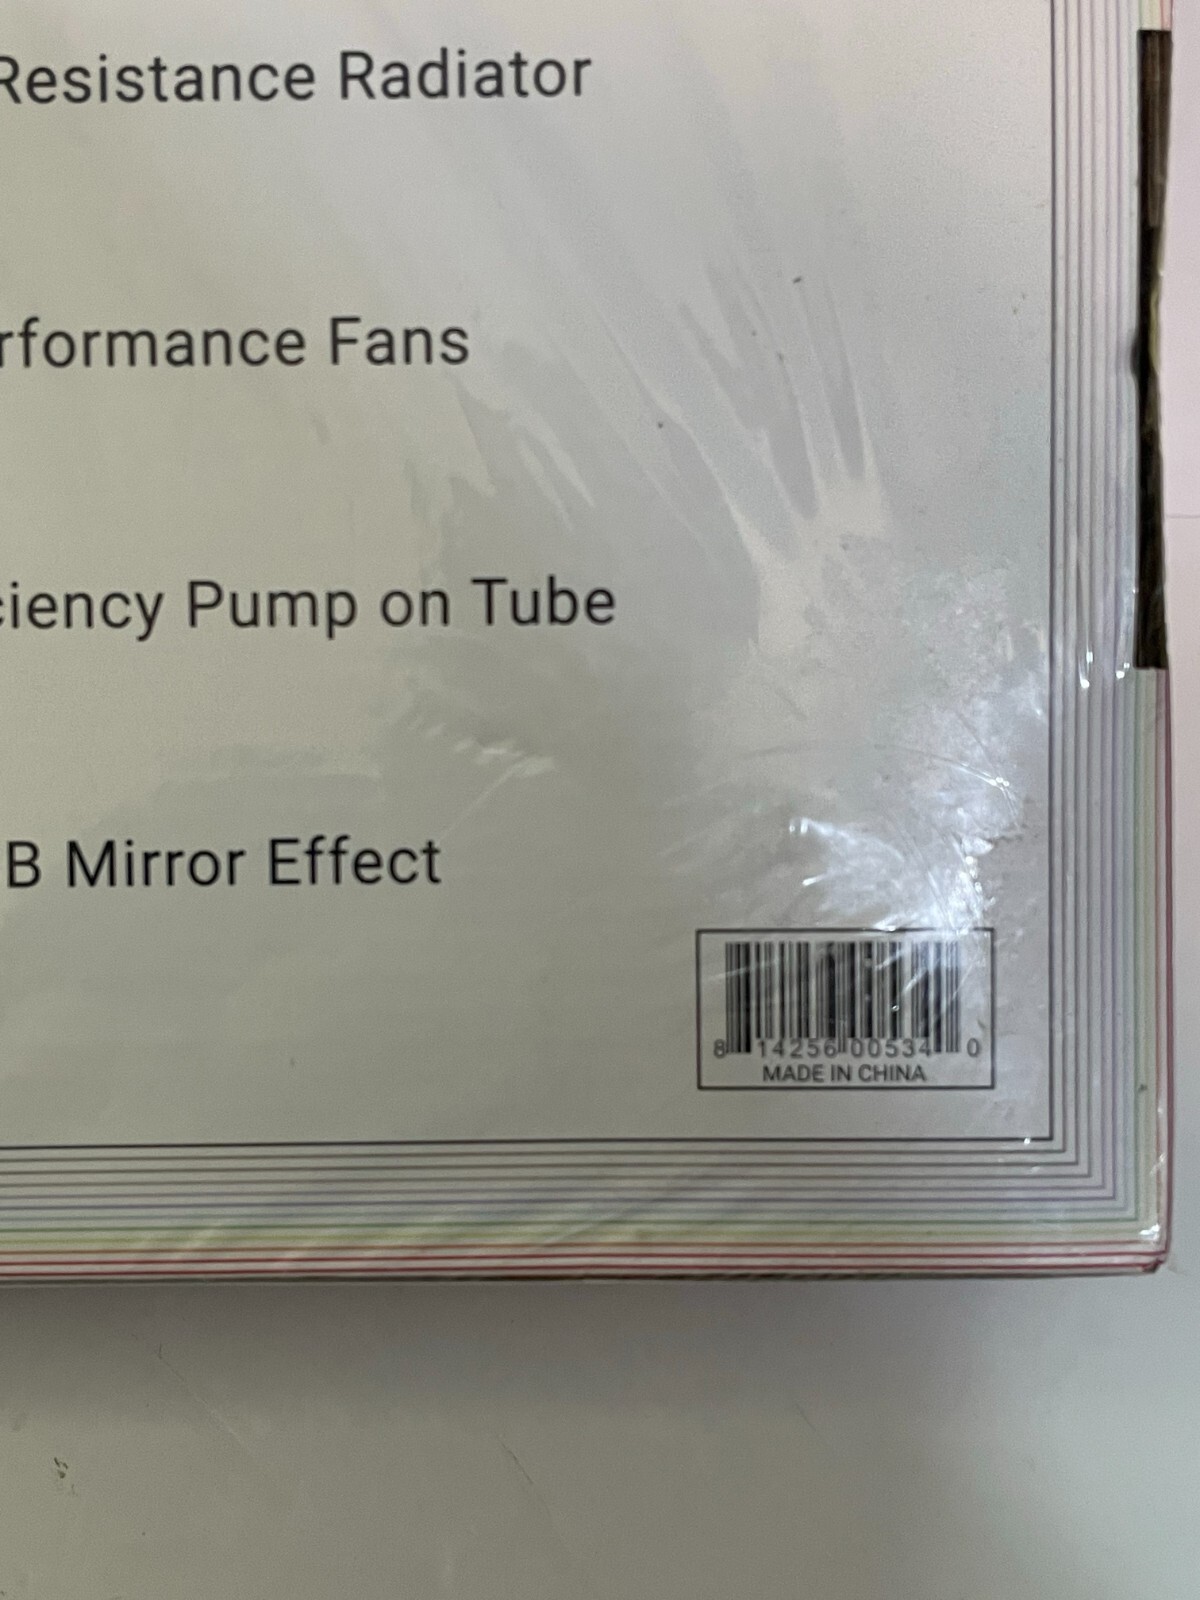 Resistance Radiator
rformance Fans
ciency Pump on Tube
B Mirror Effect
8 14256 00534 0
MADE IN CHINA